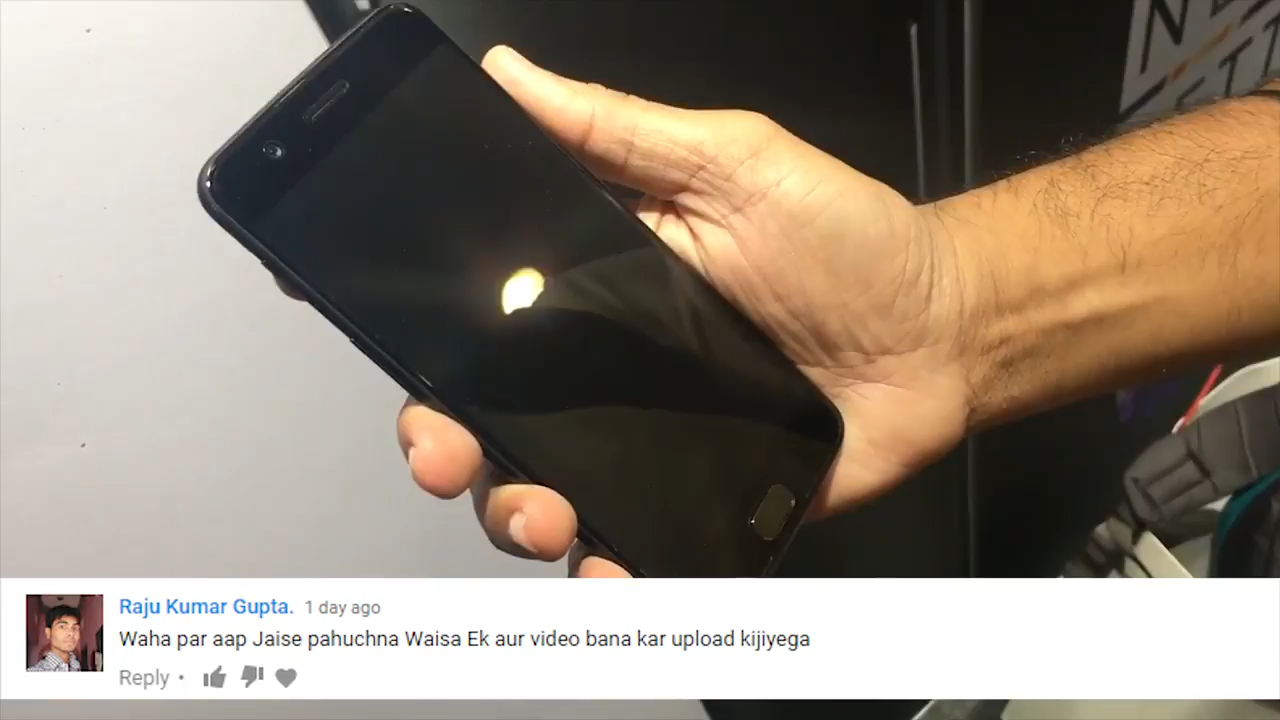 Raju Kumar Gupta. 1 day ago
Waha par aap Jaise pahuchna Waisa Ek aur video bana kar upload kijiyega
Reply •